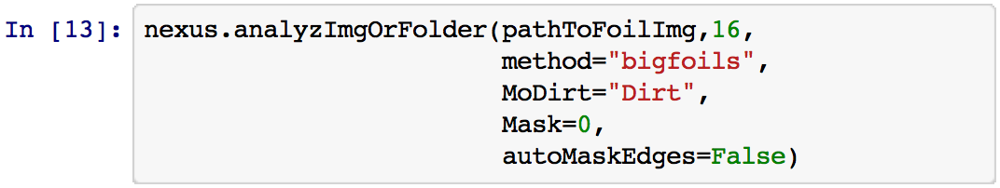 In [13]: nexus.analyzImgOrFolder(pathToFoilImg,16,
method="bigfoils",
MoDirt="Dirt",
Mask=0,
autoMaskEdges=False)